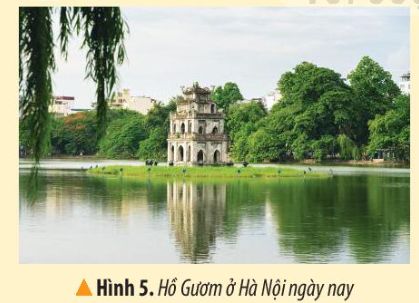 ▲ Hình 5. Hồ Gươm ở Hà Nội ngày nay